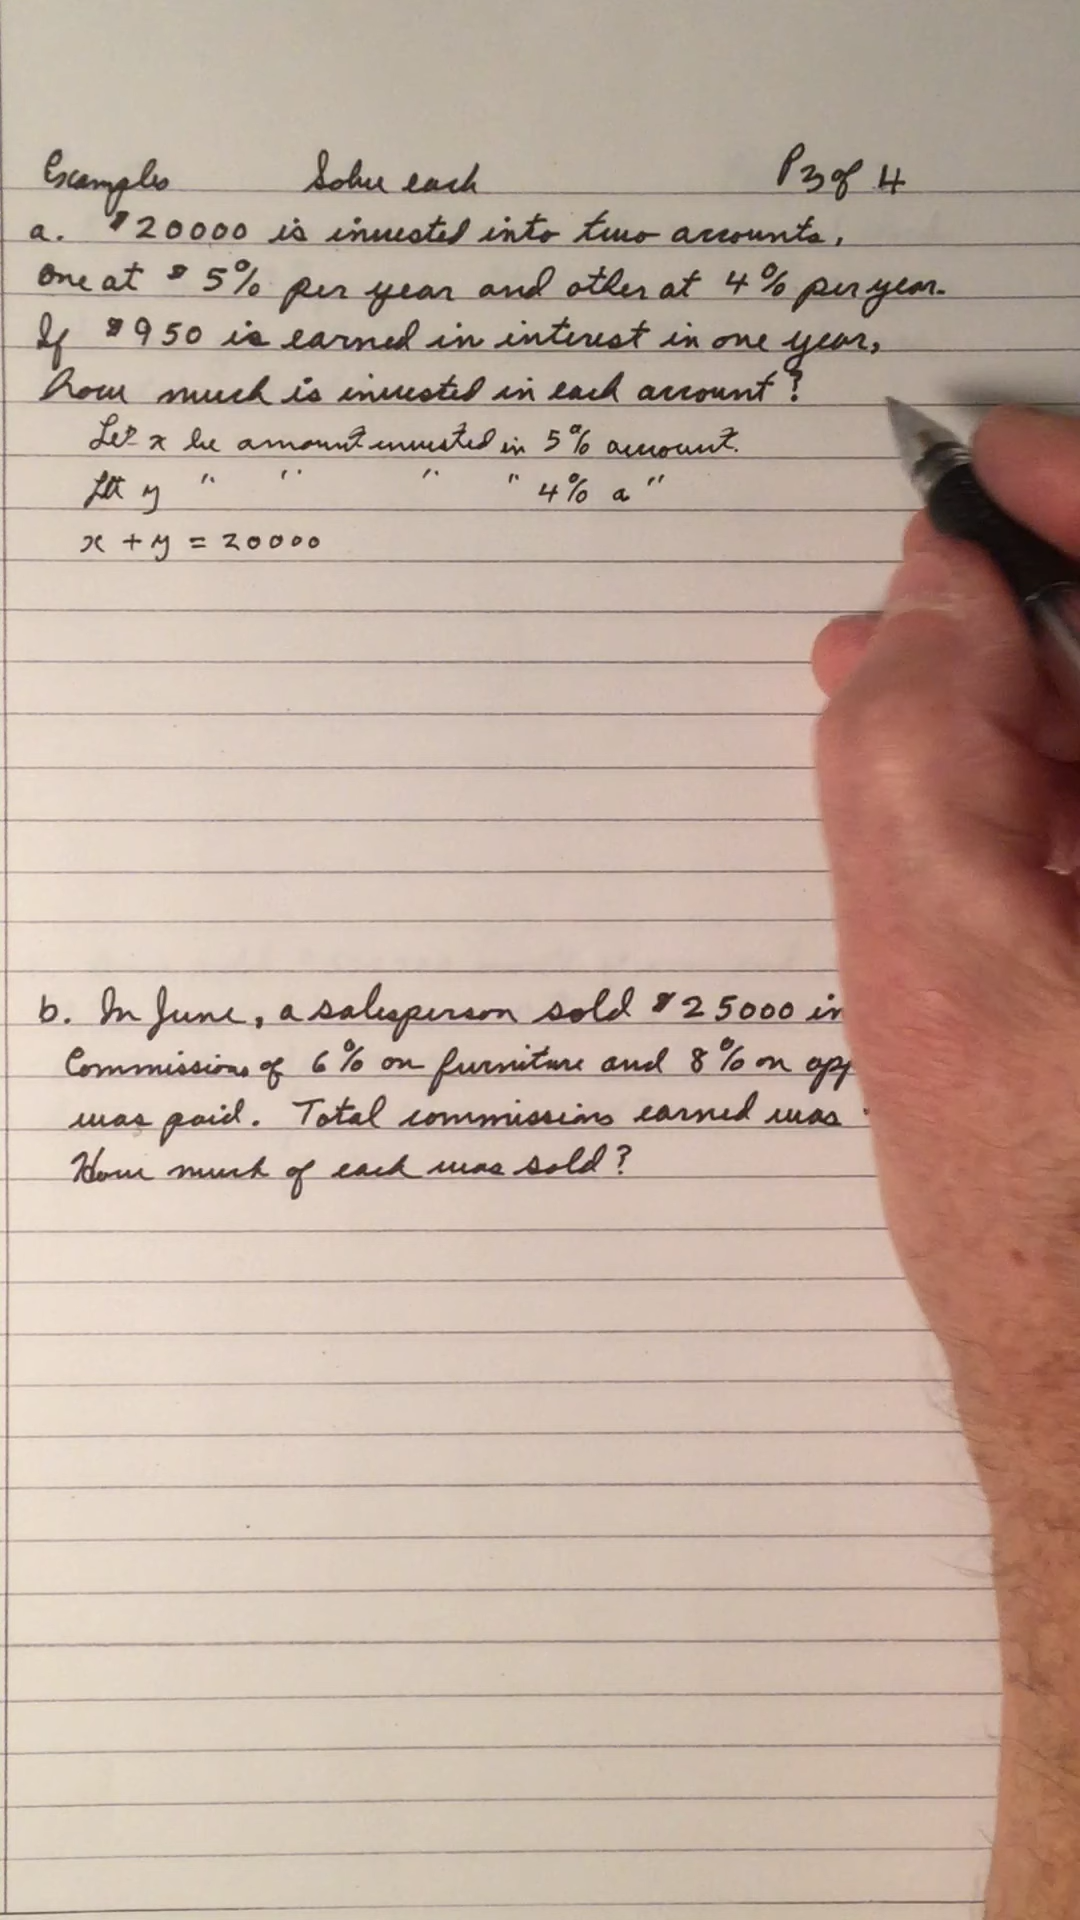 Examples Solve each P3 of 4
a. $20000 is invested into two accounts,
One at $ 5% per year and other at 4% per year.
If $950 is earned in interest in one year,
how much is invested in each account?
Let x be amount invested in 5% account.
Let y " " " " 4% a "
x + y = 20000
b. In June, a salesperson sold $25000 in
Commissions of 6% on furniture and 8% on app
was paid. Total commissions earned was
How much of each was sold?